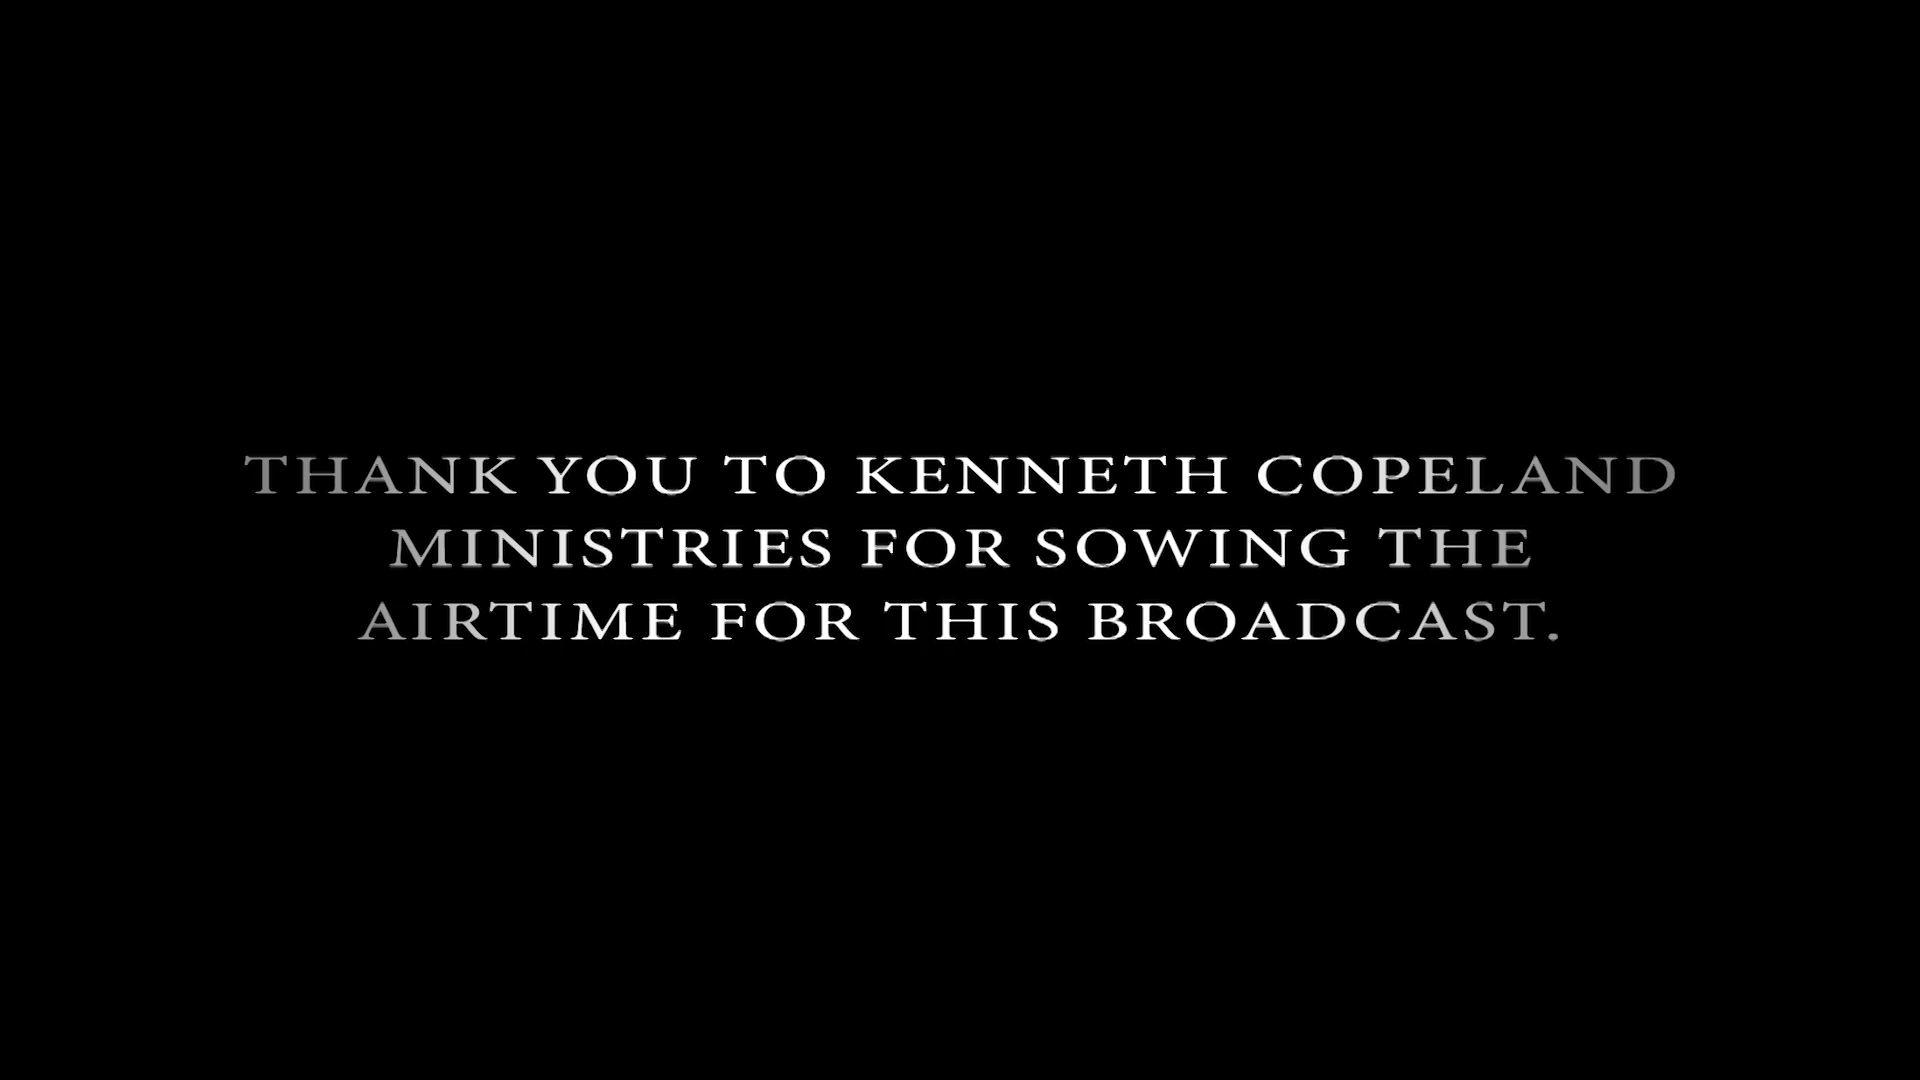 THANK YOU TO KENNETH COPELAND
MINISTRIES FOR SOWING THE
AIRTIME FOR THIS BROADCAST.